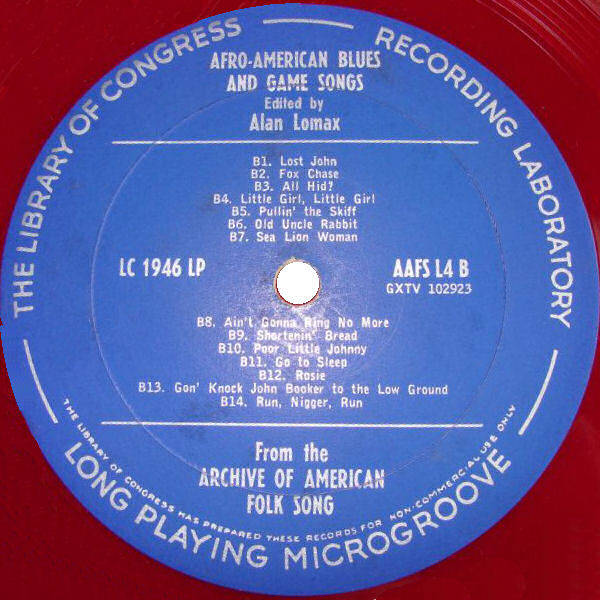 THE LIBRARY OF CONGRESS — RECORDING LABORATORY
AFRO-AMERICAN BLUES
AND GAME SONGS
Edited by
Alan Lomax
B1. Lost John
B2. Fox Chase
B3. All Hid?
B4. Little Girl, Little Girl
B5. Pullin' the Skiff
B6. Old Uncle Rabbit
B7. Sea Lion Woman
LC 1946 LP
AAFS L4 B
GXTV 102923
B8. Ain't Gonna Ring No More
B9. Shortenin' Bread
B10. Poor Little Johnny
B11. Go to Sleep
B12. Rosie
B13. Gon' Knock John Booker to the Low Ground
B14. Run, Nigger, Run
From the
ARCHIVE OF AMERICAN
FOLK SONG
THE LIBRARY OF CONGRESS HAS PREPARED THESE RECORDS FOR NON-COMMERCIAL USE ONLY
LONG PLAYING MICROGROOVE